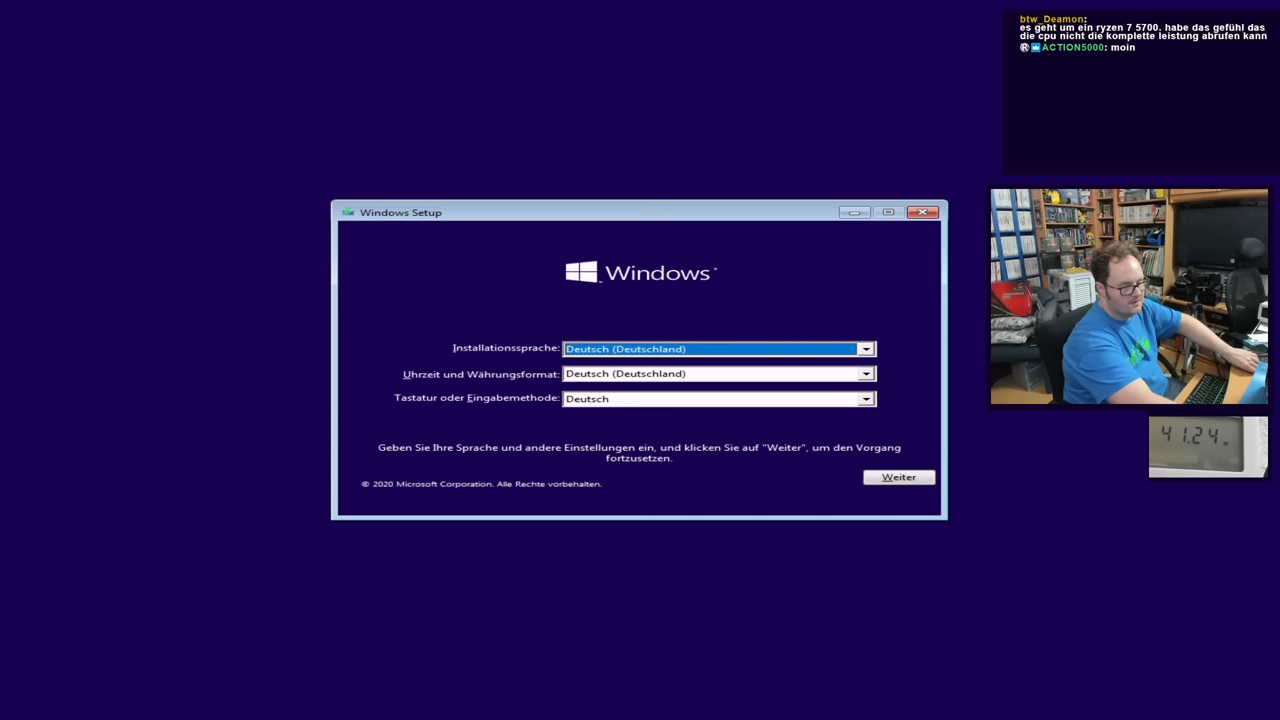 btw_Deamon:
es geht um ein ryzen 7 5700. habe das gefühl das
die cpu nicht die komplette leistung abrufen kann
ACTION5000: moin
Windows Setup
Windows
Installationssprache: Deutsch (Deutschland)
Uhrzeit und Währungsformat: Deutsch (Deutschland)
Tastatur oder Eingabemethode: Deutsch
Geben Sie Ihre Sprache und andere Einstellungen ein, und klicken Sie auf "Weiter", um den Vorgang
fortzusetzen.
Weiter
© 2020 Microsoft Corporation. Alle Rechte vorbehalten.
41.24